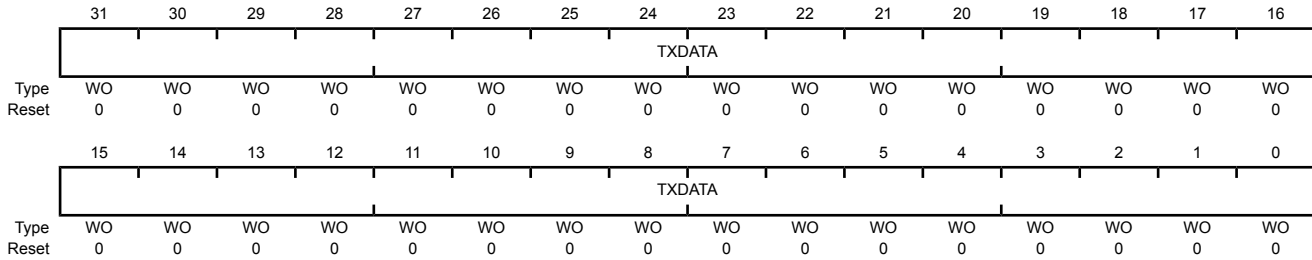 31 30 29 28 27 26 25 24 23 22 21 20 19 18 17 16
TXDATA
Type WO WO WO WO WO WO WO WO WO WO WO WO WO WO WO WO
Reset 0 0 0 0 0 0 0 0 0 0 0 0 0 0 0 0
15 14 13 12 11 10 9 8 7 6 5 4 3 2 1 0
TXDATA
Type WO WO WO WO WO WO WO WO WO WO WO WO WO WO WO WO
Reset 0 0 0 0 0 0 0 0 0 0 0 0 0 0 0 0